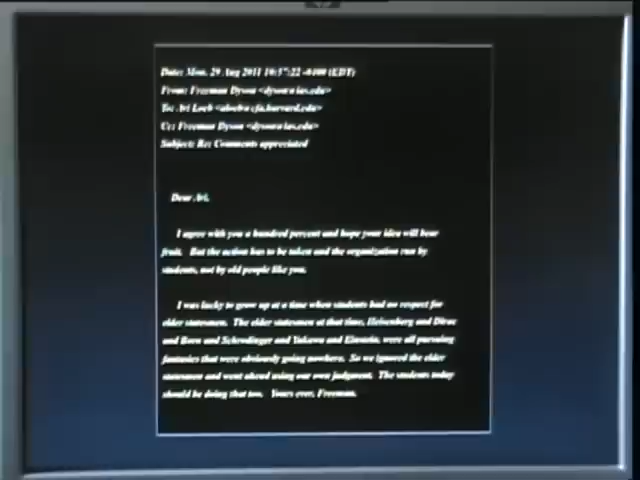 Date: Mon, 29 Aug 2011 10:57:22 -0400 (EDT)
From: Freeman Dyson <dyson@ias.edu>
To: Avi Loeb <aloeb@cfa.harvard.edu>
Cc: Freeman Dyson <dyson@ias.edu>
Subject: Re: Comments appreciated
Dear Avi,
I agree with you a hundred percent and hope your idea will bear
fruit. But the action has to be taken and the organization run by
students, not by old people like you.
I was lucky to grow up at a time when students had no respect for
elder statesmen. The elder statesmen at that time, Heisenberg and Dirac
and Born and Schrodinger and Yukawa and Einstein, were all pursuing
fantasies that were obviously going nowhere. So we ignored the elder
statesmen and went ahead using our own judgment. The students today
should be doing that too. Yours ever, Freeman.